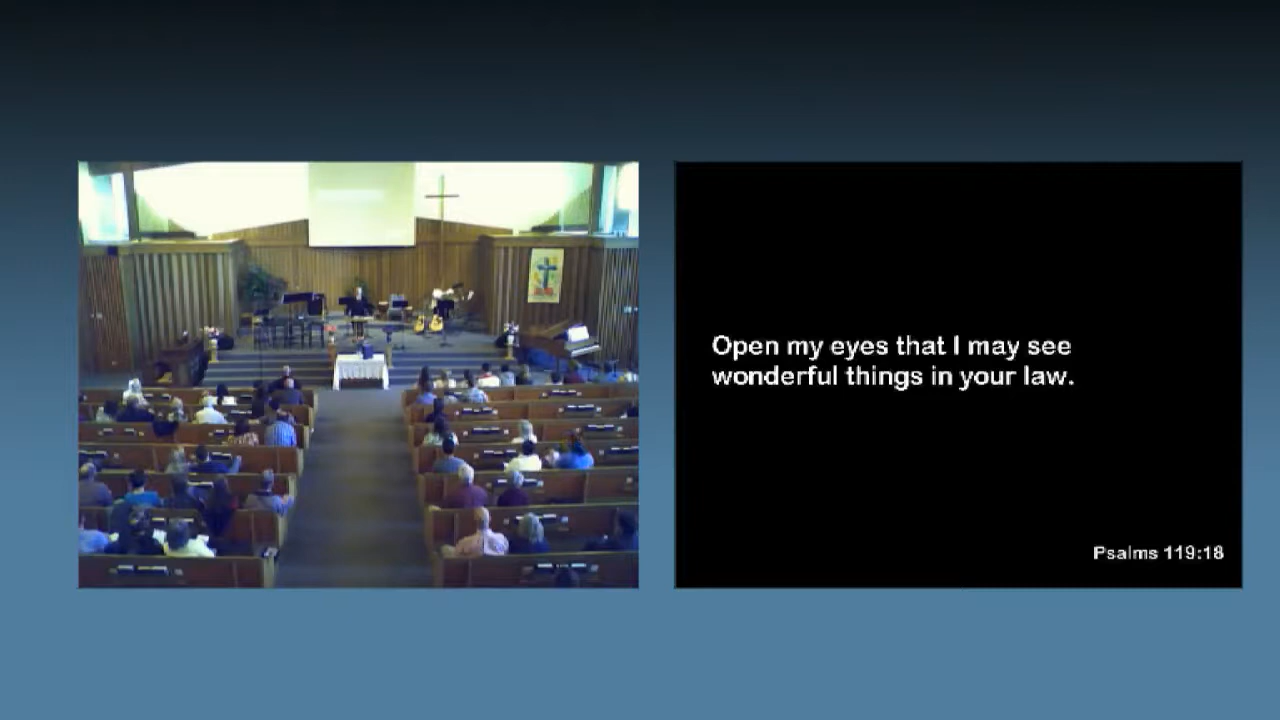 Open my eyes that I may see
wonderful things in your law.
Psalms 119:18